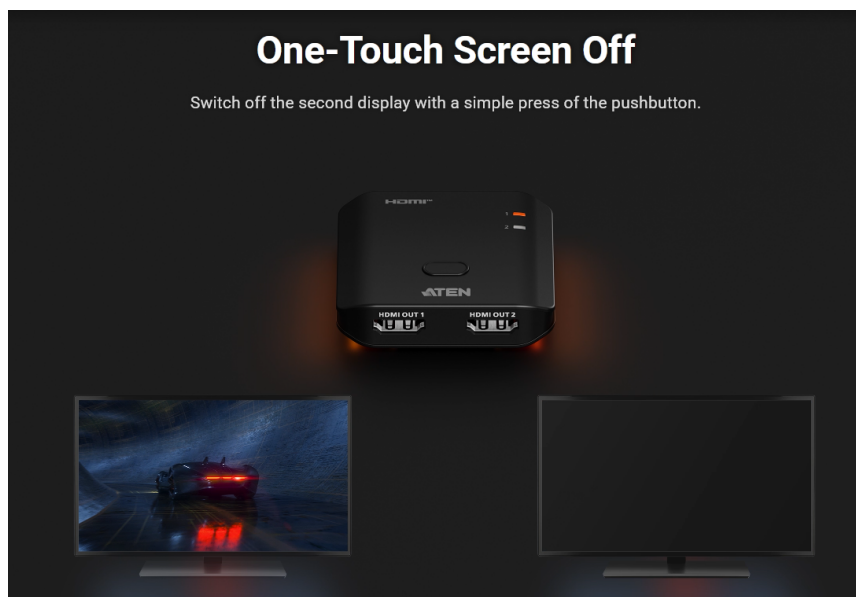 One-Touch Screen Off
Switch off the second display with a simple press of the pushbutton.
HDMI
1
2
ATEN
HDMI OUT 1
HDMI OUT 2